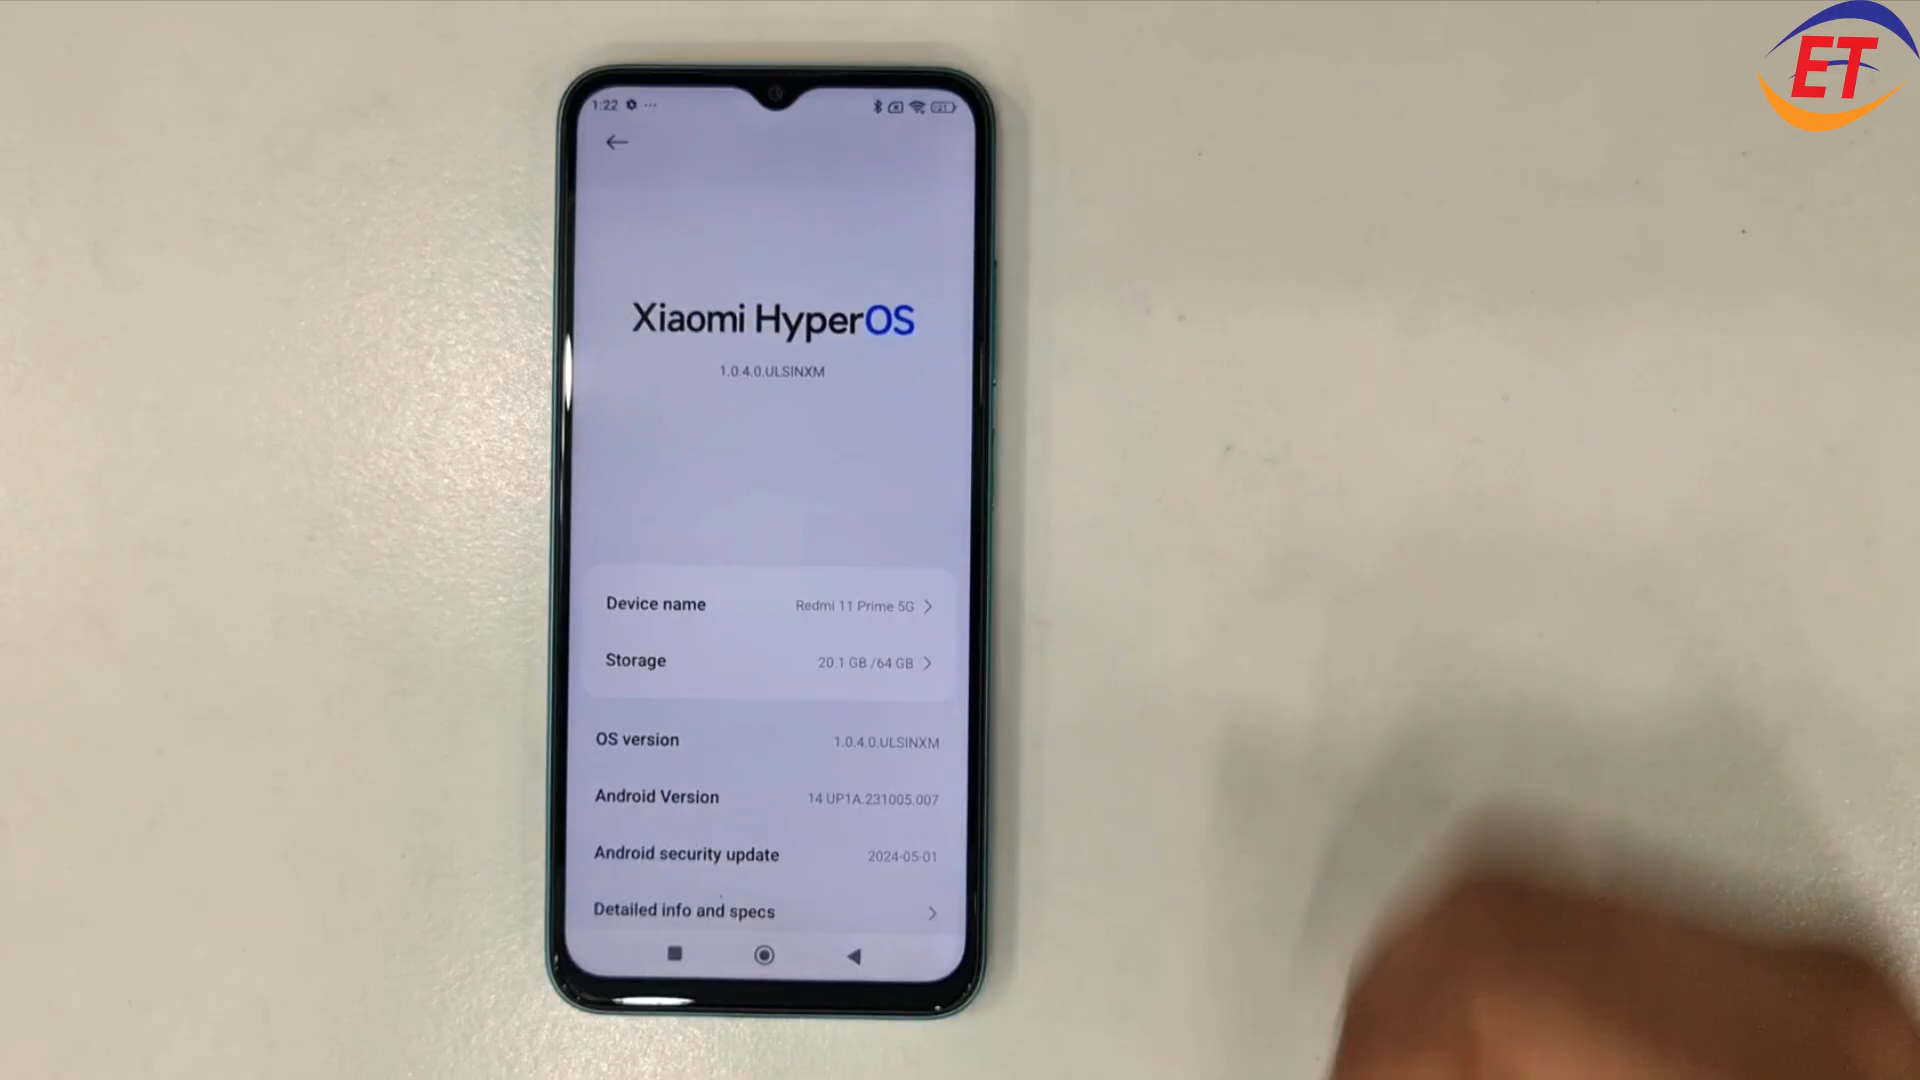 ET
1:22
21
Xiaomi HyperOS
1.0.4.0.ULSINXM
Device name Redmi 11 Prime 5G
Storage 20.1 GB /64 GB
OS version 1.0.4.0.ULSINXM
Android Version 14 UP1A.231005.007
Android security update 2024-05-01
Detailed info and specs